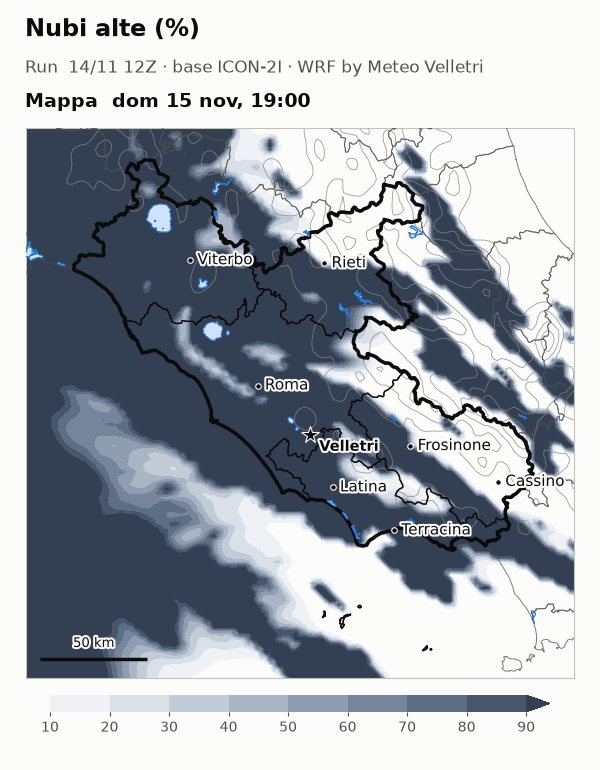 Nubi alte (%)
Run  14/11 12Z · base ICON-2I · WRF by Meteo Velletri
Mappa  dom 15 nov, 19:00
Viterbo
Rieti
Roma
Velletri
Frosinone
Cassino
Latina
Terracina
50 km
10 20 30 40 50 60 70 80 90